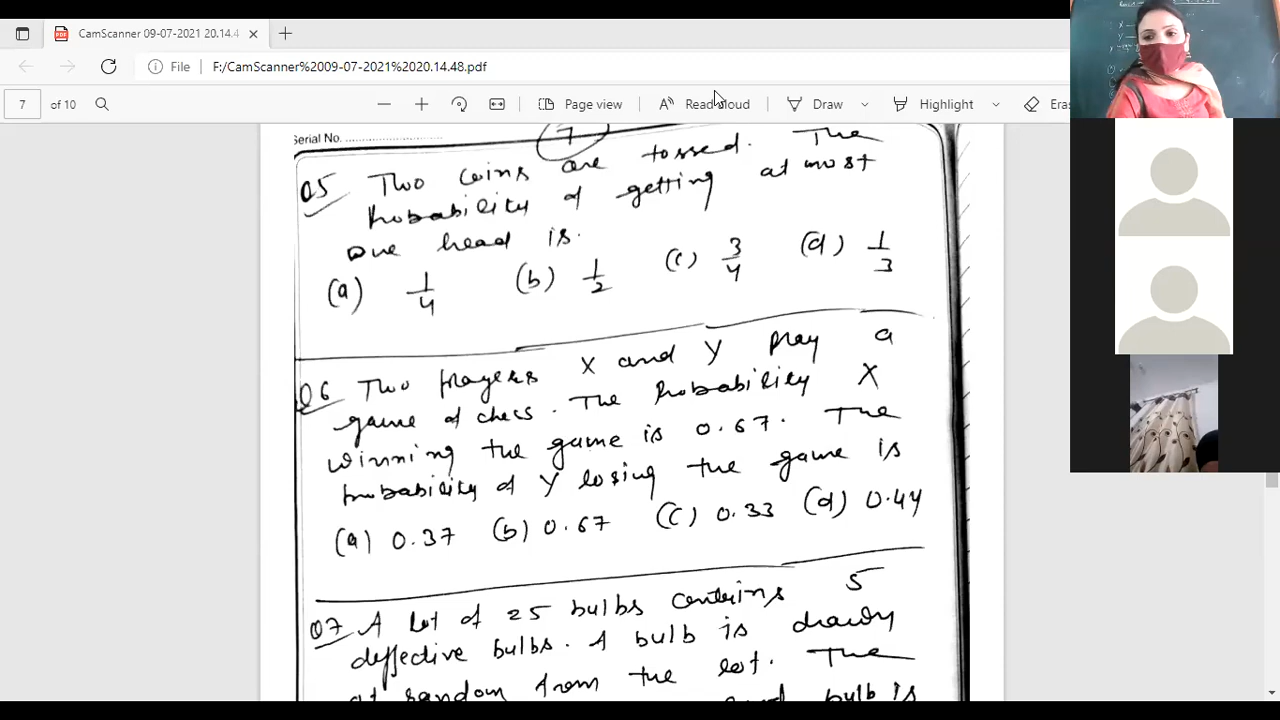 CamScanner 09-07-2021 20.14.4
File F:/CamScanner%2009-07-2021%2020.14.48.pdf
7 of 10 Page view Read aloud Draw Highlight Eras
Serial No.
7
Q5 Two coins are tossed. The
Probability of getting at most
one head is.
(a) 1/4 (b) 1/2 (c) 3/4 (d) 1/3
Q6 Two players X and Y play a
game of chess. The Probability X
winning the game is 0.67. The
probability of Y losing the game is
(a) 0.37 (b) 0.67 (c) 0.33 (d) 0.44
Q7 A lot of 25 bulbs contains 5
deffective bulbs. A bulb is drawn
at random from the lot. The
bulb is